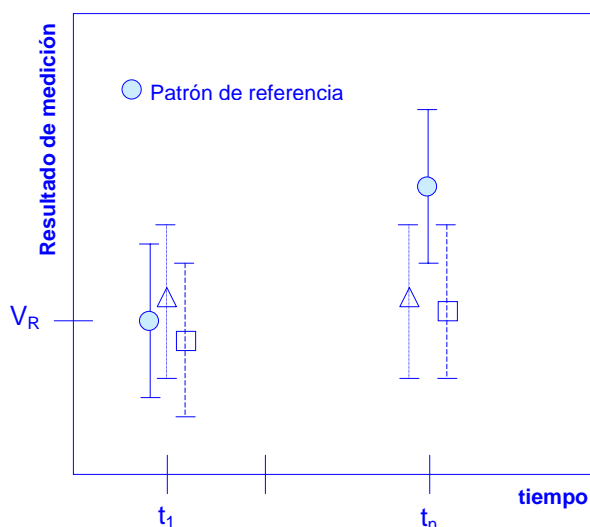 Resultado de medición
Patrón de referencia
V_R
t_1
t_n
tiempo